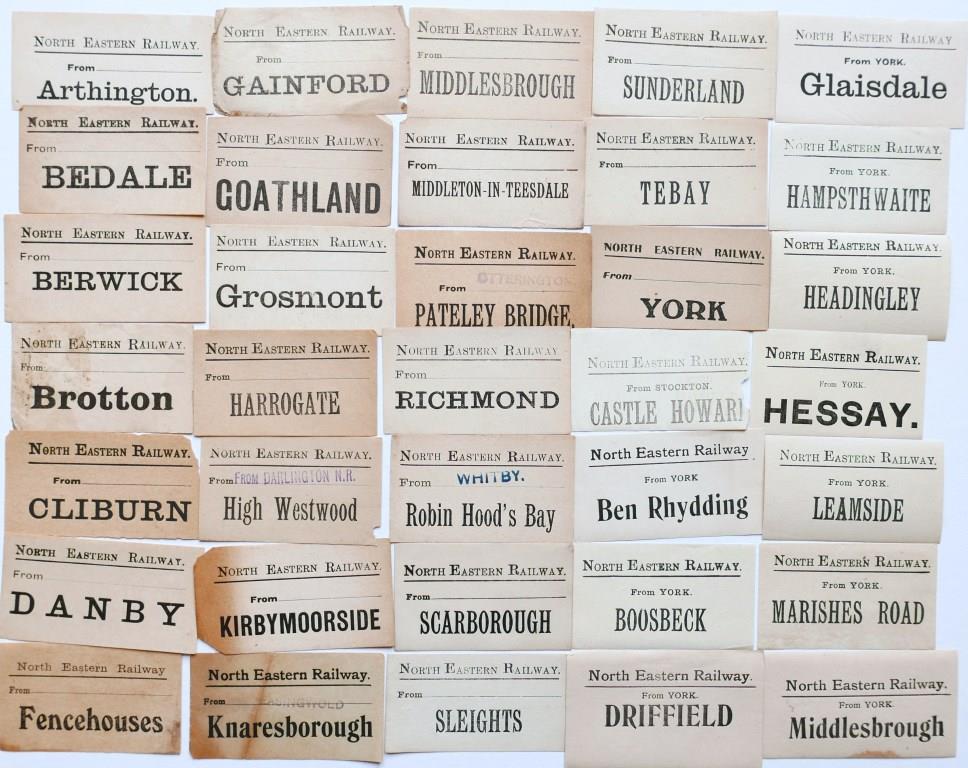 North Eastern Railway.
From
Arthington.
North Eastern Railway.
From
GAINFORD
North Eastern Railway.
From
MIDDLESBROUGH
North Eastern Railway.
From
SUNDERLAND
North Eastern Railway
From YORK.
Glaisdale
North Eastern Railway.
From
BEDALE
North Eastern Railway.
From
GOATHLAND
North Eastern Railway.
From
MIDDLETON-IN-TEESDALE
North Eastern Railway.
From
TEBAY
North Eastern Railway.
From YORK.
HAMPSTHWAITE
North Eastern Railway.
From
BERWICK
North Eastern Railway.
From
Grosmont
North Eastern Railway.
OTTERINGTON
From
PATELEY BRIDGE.
NORTH EASTERN RAILWAY.
From
YORK
North Eastern Railway.
From YORK.
HEADINGLEY
North Eastern Railway.
From
Brotton
North Eastern Railway.
From
HARROGATE
North Eastern Railway
From
RICHMOND
North Eastern Railway.
From STOCKTON.
CASTLE HOWARD
North Eastern Railway.
From YORK.
HESSAY.
North Eastern Railway.
From
CLIBURN
North Eastern Railway.
From FROM DARLINGTON N.R.
High Westwood
North Eastern Railway.
From WHITBY.
Robin Hood's Bay
North Eastern Railway
From YORK
Ben Rhydding
North Eastern Railway.
From YORK.
LEAMSIDE
North Eastern Railway.
From
DANBY
North Eastern Railway.
From
KIRBYMOORSIDE
North Eastern Railway.
From
SCARBOROUGH
North Eastern Railway.
From YORK.
BOOSBECK
North Eastern Railway.
From YORK.
MARISHES ROAD
North Eastern Railway
From
Fencehouses
North Eastern Railway.
From
Knaresborough
North Eastern Railway.
From
SLEIGHTS
North Eastern Railway.
From YORK.
DRIFFIELD
North Eastern Railway.
From YORK.
Middlesbrough